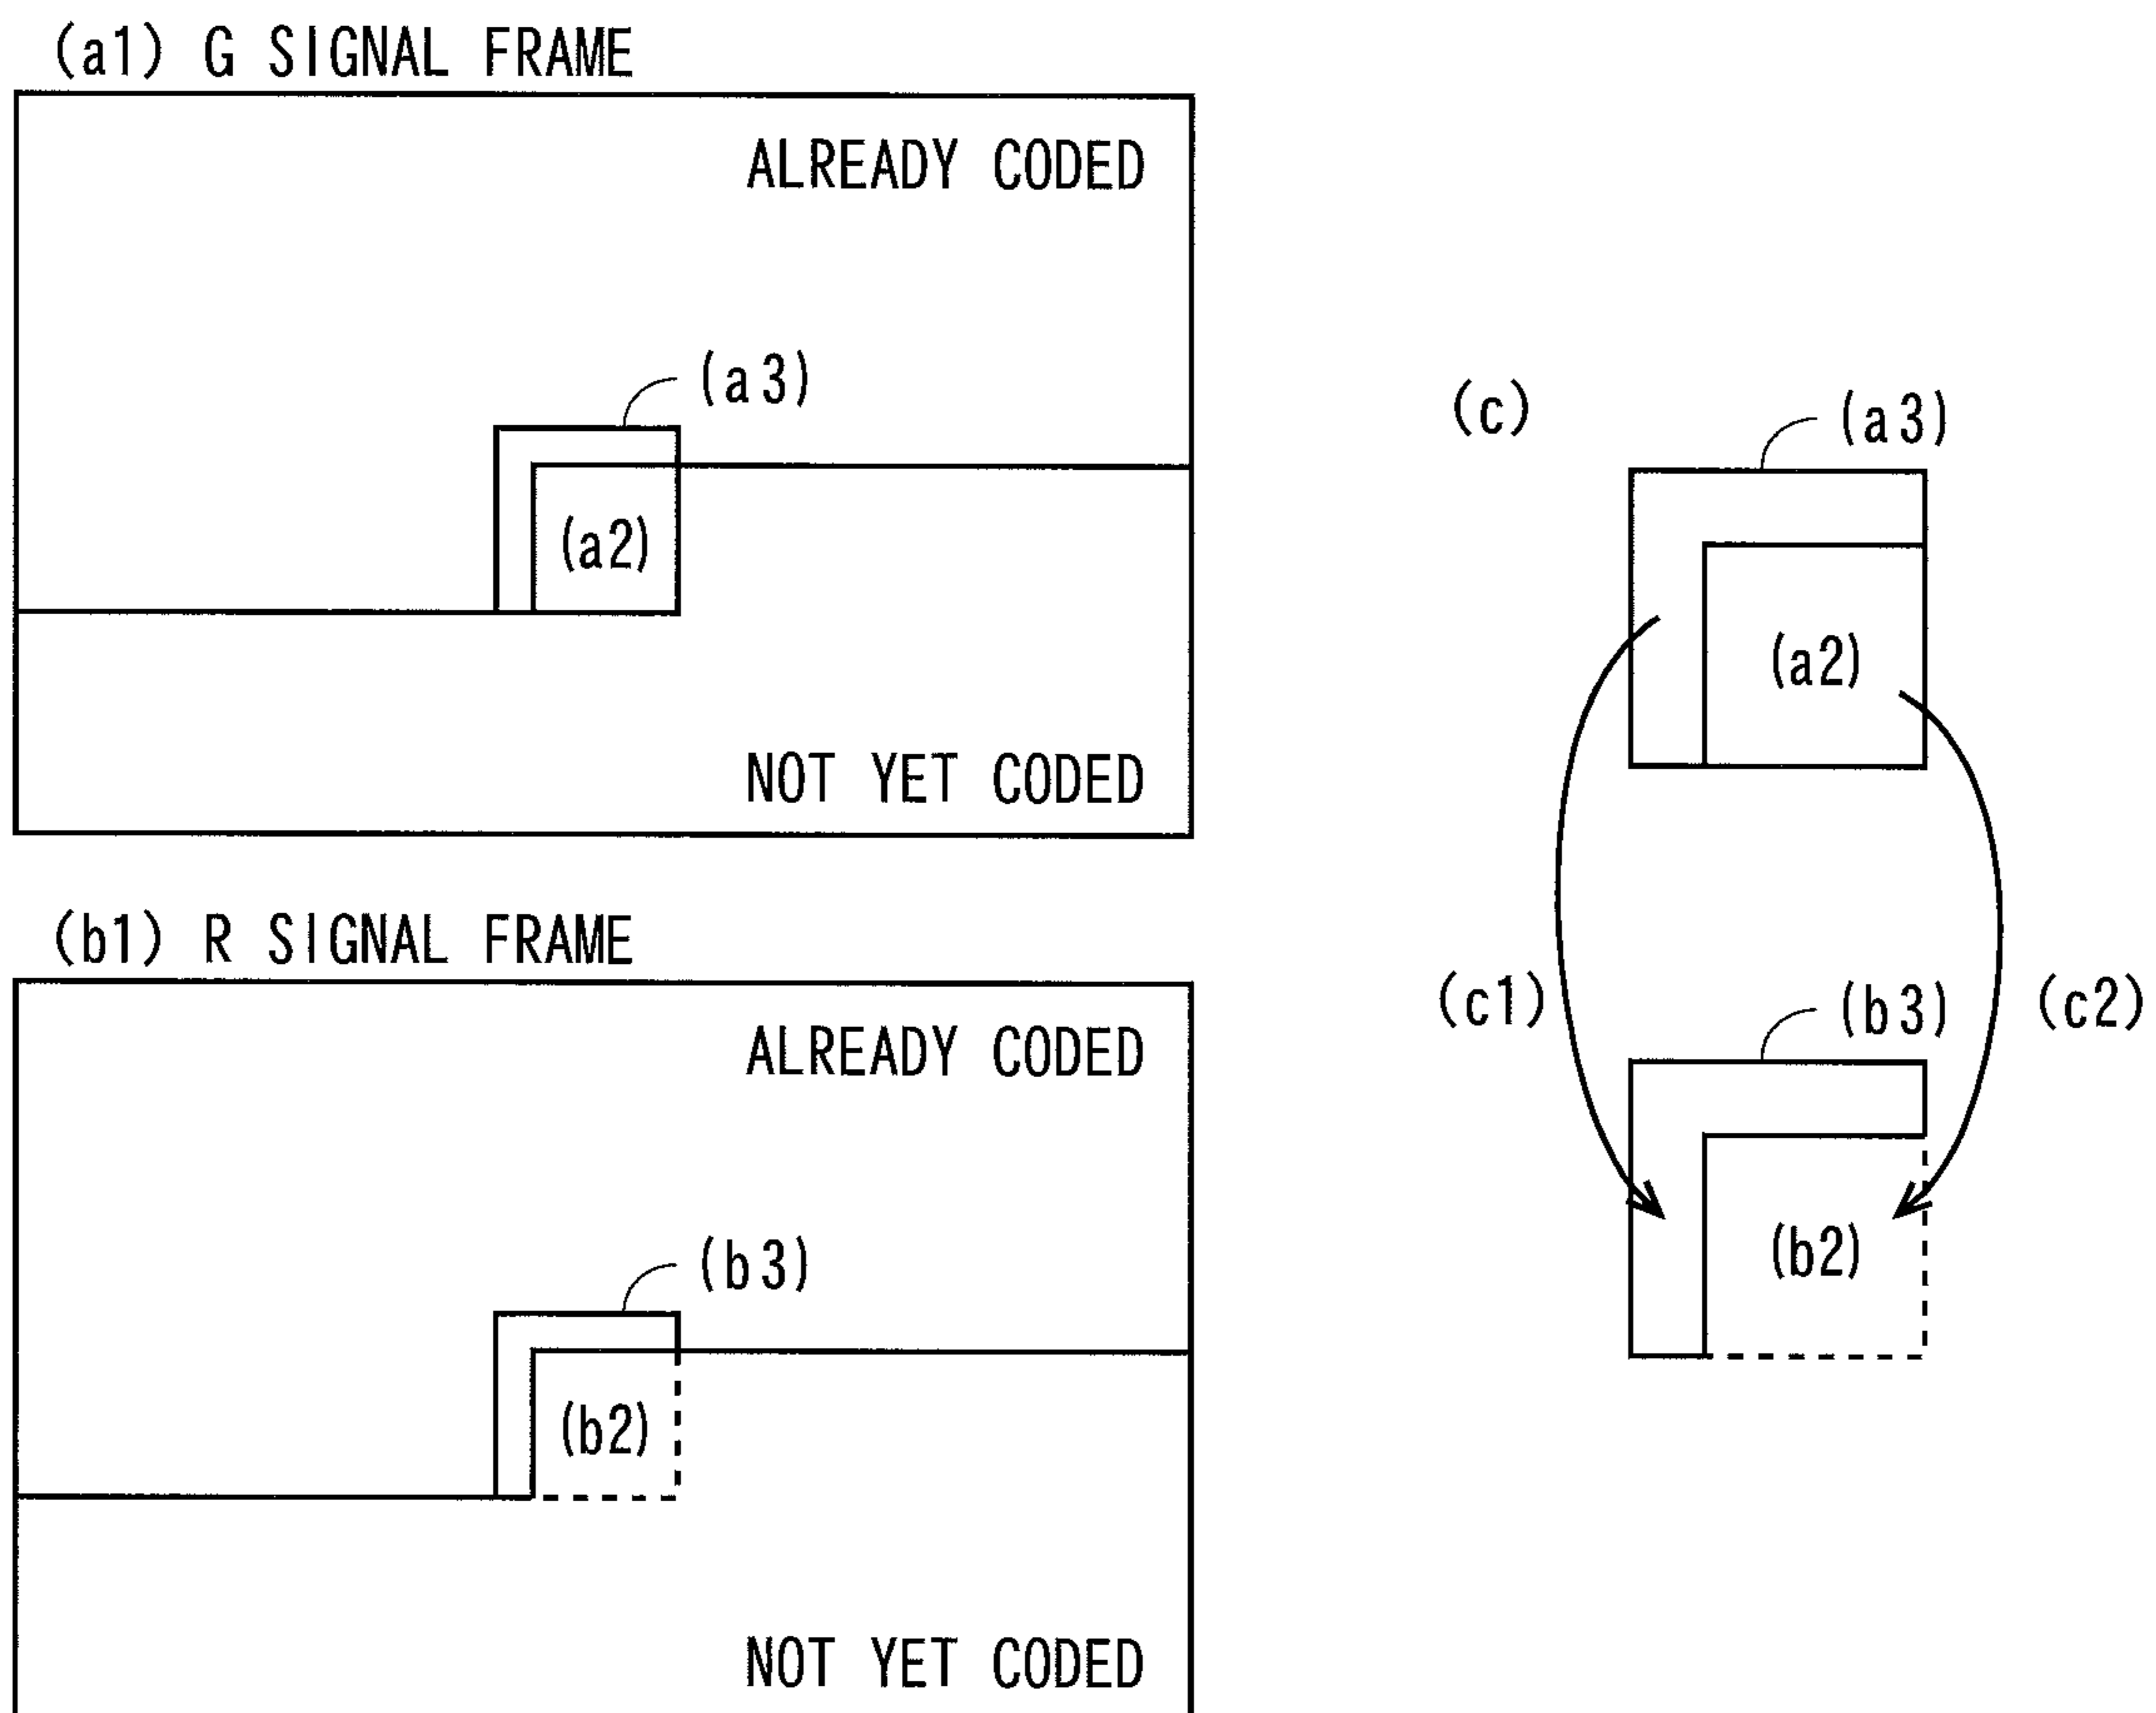 (a1) G SIGNAL FRAME
ALREADY CODED
(a3)
(a2)
NOT YET CODED
(b1) R SIGNAL FRAME
ALREADY CODED
(b3)
(b2)
NOT YET CODED
(c)
(a3)
(a2)
(c1)
(b3)
(c2)
(b2)